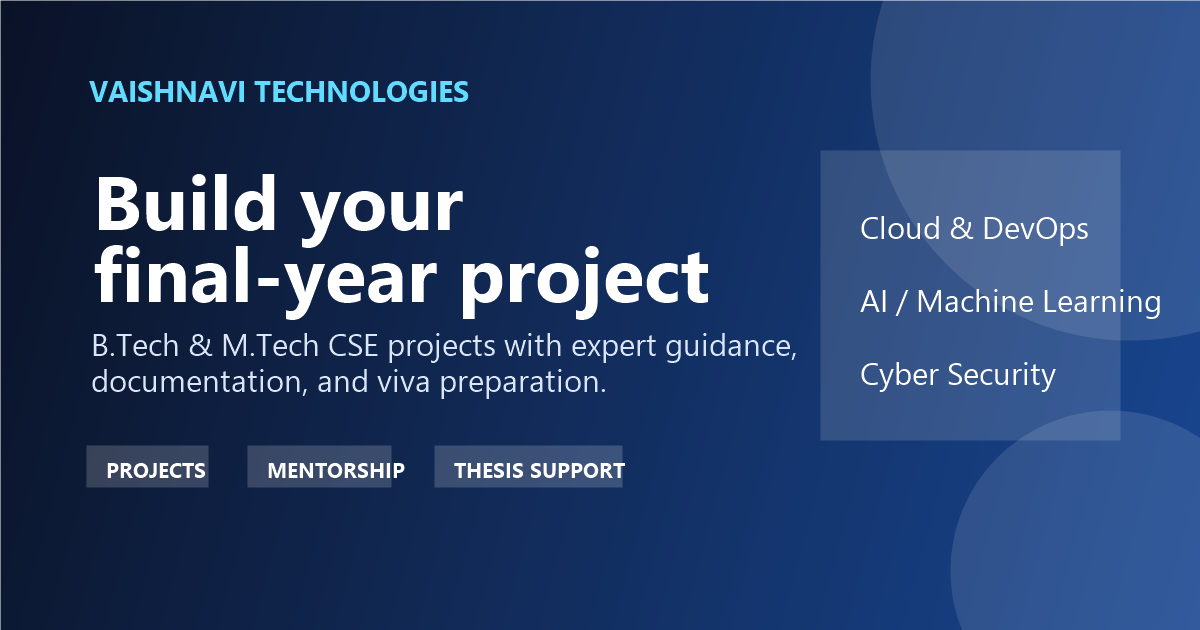 VAISHNAVI TECHNOLOGIES
Build your
final-year project
B.Tech & M.Tech CSE projects with expert guidance,
documentation, and viva preparation.
PROJECTS
MENTORSHIP
THESIS SUPPORT
Cloud & DevOps
AI / Machine Learning
Cyber Security